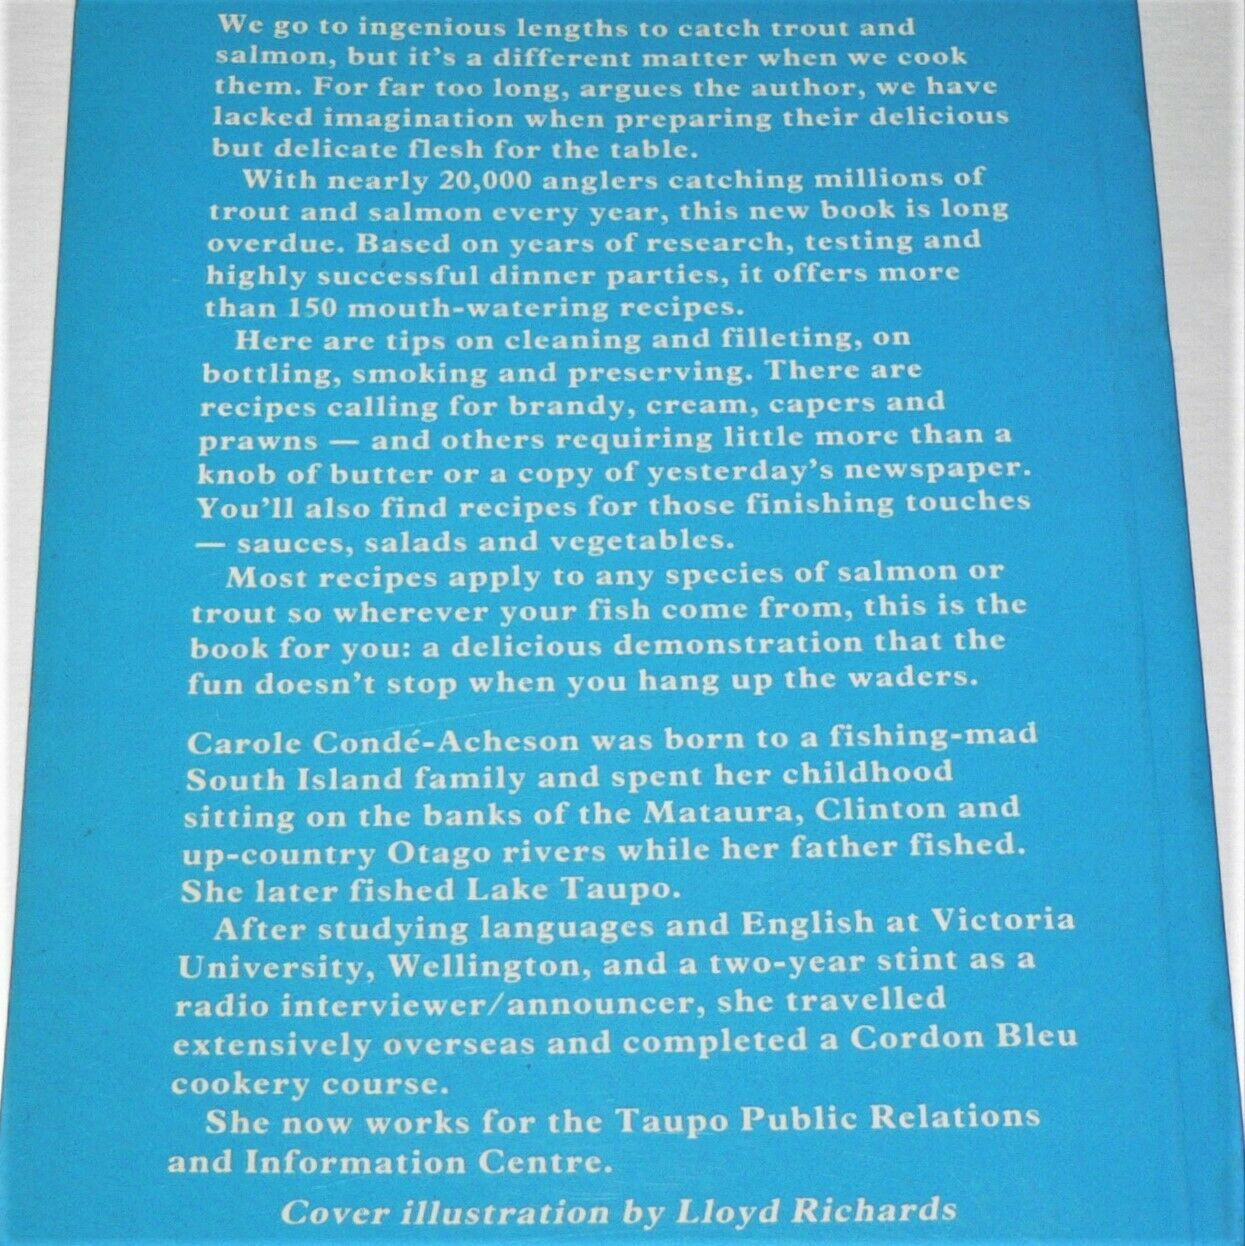 We go to ingenious lengths to catch trout and
salmon, but it's a different matter when we cook
them. For far too long, argues the author, we have
lacked imagination when preparing their delicious
but delicate flesh for the table.
With nearly 20,000 anglers catching millions of
trout and salmon every year, this new book is long
overdue. Based on years of research, testing and
highly successful dinner parties, it offers more
than 150 mouth-watering recipes.
Here are tips on cleaning and filleting, on
bottling, smoking and preserving. There are
recipes calling for brandy, cream, capers and
prawns — and others requiring little more than a
knob of butter or a copy of yesterday's newspaper.
You'll also find recipes for those finishing touches
— sauces, salads and vegetables.
Most recipes apply to any species of salmon or
trout so wherever your fish come from, this is the
book for you: a delicious demonstration that the
fun doesn't stop when you hang up the waders.
Carole Condé-Acheson was born to a fishing-mad
South Island family and spent her childhood
sitting on the banks of the Mataura, Clinton and
up-country Otago rivers while her father fished.
She later fished Lake Taupo.
After studying languages and English at Victoria
University, Wellington, and a two-year stint as a
radio interviewer/announcer, she travelled
extensively overseas and completed a Cordon Bleu
cookery course.
She now works for the Taupo Public Relations
and Information Centre.
Cover illustration by Lloyd Richards